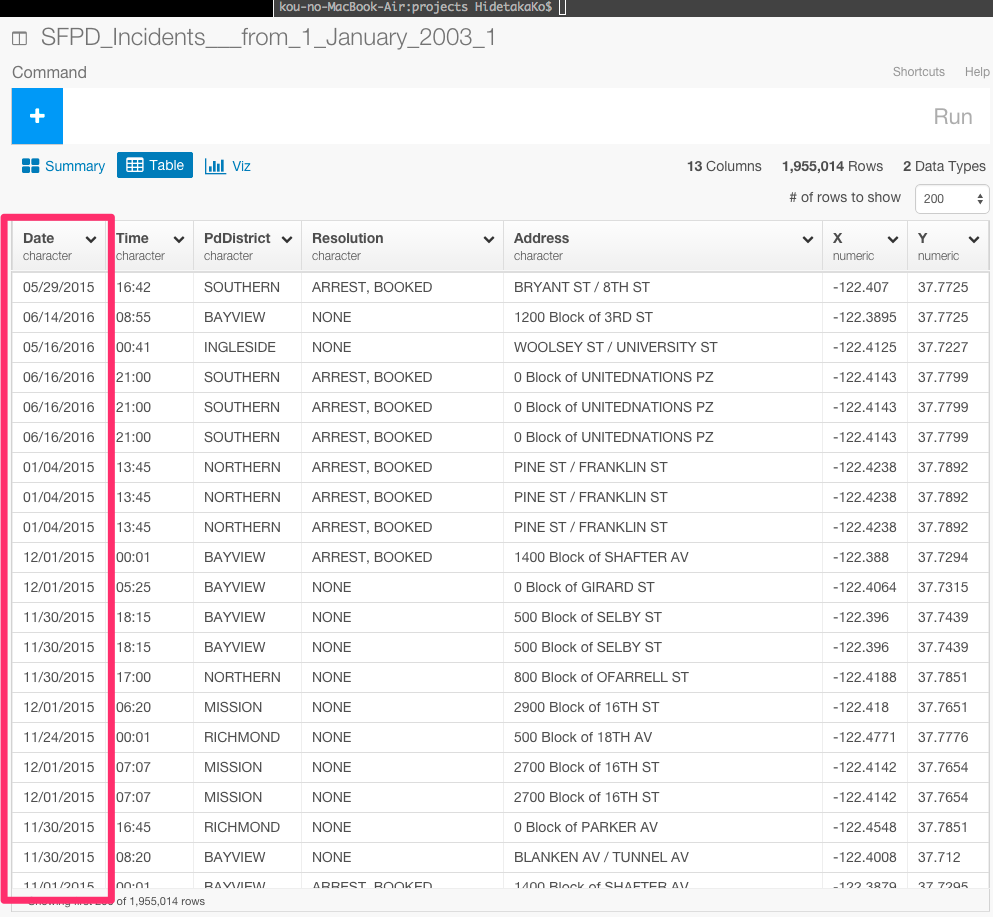 kou-no-MacBook-Air:projects HidetakaKo$
SFPD_Incidents___from_1_January_2003_1
Command Shortcuts Help
+ Run
Summary Table Viz 13 Columns 1,955,014 Rows 2 Data Types
# of rows to show 200
Date Time PdDistrict Resolution Address X Y
character character character character character numeric numeric
05/29/2015 16:42 SOUTHERN ARREST, BOOKED BRYANT ST / 8TH ST -122.407 37.7725
06/14/2016 08:55 BAYVIEW NONE 1200 Block of 3RD ST -122.3895 37.7725
05/16/2016 00:41 INGLESIDE NONE WOOLSEY ST / UNIVERSITY ST -122.4125 37.7227
06/16/2016 21:00 SOUTHERN ARREST, BOOKED 0 Block of UNITEDNATIONS PZ -122.4143 37.7799
06/16/2016 21:00 SOUTHERN ARREST, BOOKED 0 Block of UNITEDNATIONS PZ -122.4143 37.7799
06/16/2016 21:00 SOUTHERN ARREST, BOOKED 0 Block of UNITEDNATIONS PZ -122.4143 37.7799
01/04/2015 13:45 NORTHERN ARREST, BOOKED PINE ST / FRANKLIN ST -122.4238 37.7892
01/04/2015 13:45 NORTHERN ARREST, BOOKED PINE ST / FRANKLIN ST -122.4238 37.7892
01/04/2015 13:45 NORTHERN ARREST, BOOKED PINE ST / FRANKLIN ST -122.4238 37.7892
12/01/2015 00:01 BAYVIEW ARREST, BOOKED 1400 Block of SHAFTER AV -122.388 37.7294
12/01/2015 05:25 BAYVIEW NONE 0 Block of GIRARD ST -122.4064 37.7315
11/30/2015 18:15 BAYVIEW NONE 500 Block of SELBY ST -122.396 37.7439
11/30/2015 18:15 BAYVIEW NONE 500 Block of SELBY ST -122.396 37.7439
11/30/2015 17:00 NORTHERN NONE 800 Block of OFARRELL ST -122.4188 37.7851
12/01/2015 06:20 MISSION NONE 2900 Block of 16TH ST -122.418 37.7651
11/24/2015 00:01 RICHMOND NONE 500 Block of 18TH AV -122.4771 37.7776
12/01/2015 07:07 MISSION NONE 2700 Block of 16TH ST -122.4142 37.7654
12/01/2015 07:07 MISSION NONE 2700 Block of 16TH ST -122.4142 37.7654
11/30/2015 16:45 RICHMOND NONE 0 Block of PARKER AV -122.4548 37.7851
11/30/2015 08:20 BAYVIEW NONE BLANKEN AV / TUNNEL AV -122.4008 37.712
11/01/2015 00:01 BAYVIEW ARREST, BOOKED 1400 Block of SHAFTER AV -122.3879 37.7295
of 1,955,014 rows